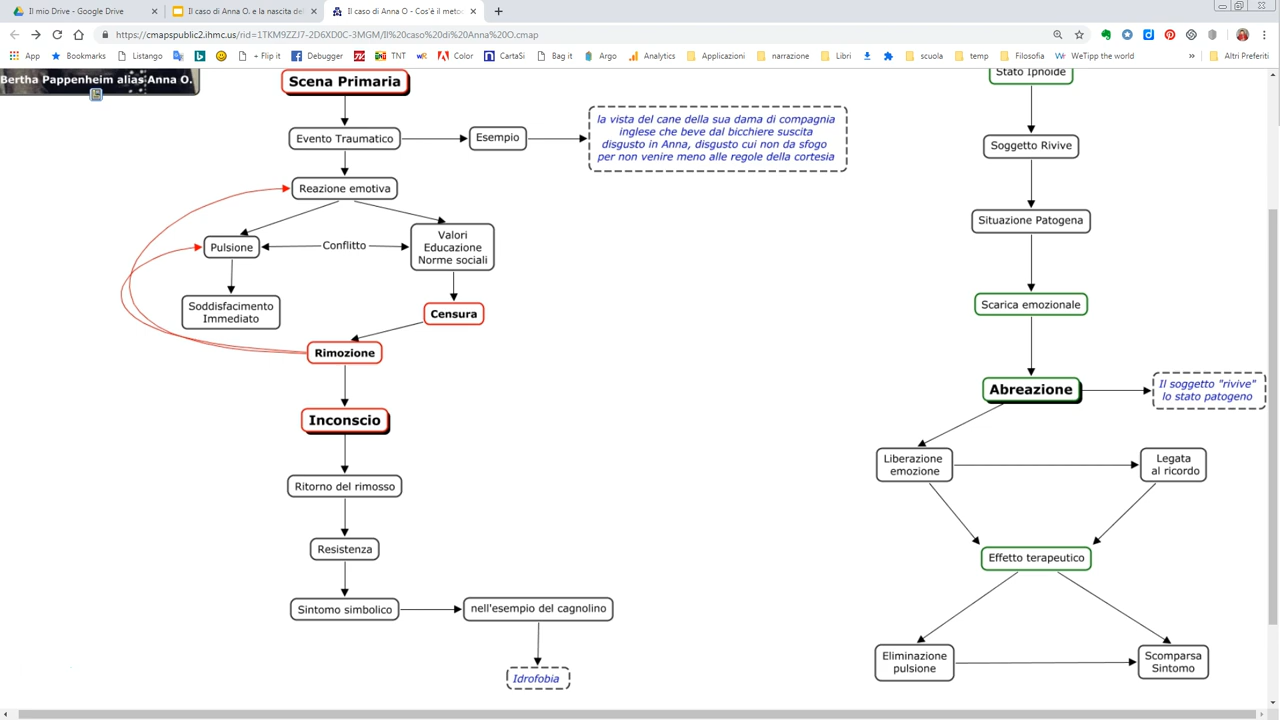 Il mio Drive - Google Drive
Il caso di Anna O. e la nascita del
Il caso di Anna O - Cos'è il meto
https://cmapspublic2.ihmc.us/rid=1TKM9ZZJ7-2D6XD0C-3MGM/Il%20caso%20di%20Anna%20O.cmap
Apps
Bookmarks
Listango
+ Flip it
Debugger
TNT
Color
CartaSi
Bag it
Argo
Analytics
Applicazioni
narrazione
Libri
scuola
temp
Filosofia
WeTipp the world
»
Altri Preferiti
Bertha Pappenheim alias Anna O.
Scena Primaria
Evento Traumatico
Esempio
la vista del cane della sua dama di compagnia
inglese che beve dal bicchiere suscita
disgusto in Anna, disgusto cui non da sfogo
per non venire meno alle regole della cortesia
Reazione emotiva
Pulsione
Conflitto
Valori
Educazione
Norme sociali
Soddisfacimento
Immediato
Censura
Rimozione
Inconscio
Ritorno del rimosso
Resistenza
Sintomo simbolico
nell'esempio del cagnolino
Idrofobia
Stato Ipnoide
Soggetto Rivive
Situazione Patogena
Scarica emozionale
Abreazione
Il soggetto "rivive"
lo stato patogeno
Liberazione
emozione
Legata
al ricordo
Effetto terapeutico
Eliminazione
pulsione
Scomparsa
Sintomo